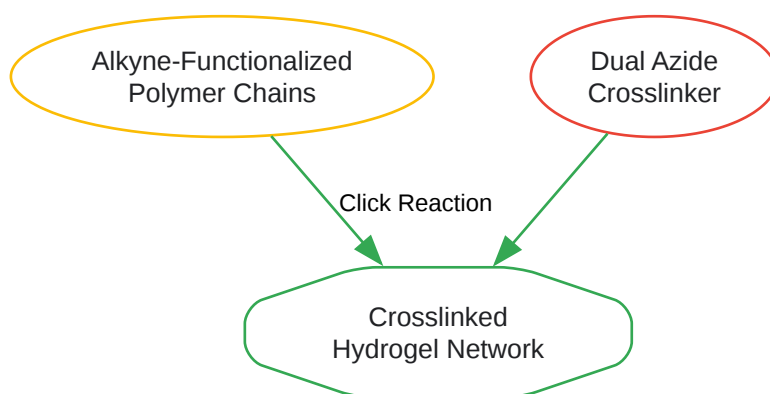 Alkyne-Functionalized
Polymer Chains
Dual Azide
Crosslinker
Click Reaction
Crosslinked
Hydrogel Network